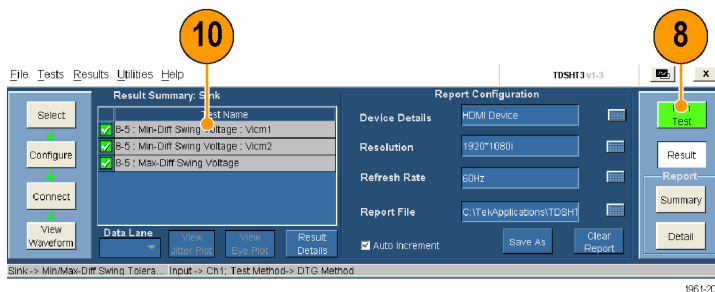 10
8
File Tests Results Utilities Help
TDSHT3 v1-3
x
Result Summary: Sink
Report Configuration
Select
Configure
Connect
View
Waveform
Test Name
8-5 : Min-Diff Swing Voltage : Vicm1
8-5 : Min-Diff Swing Voltage : Vicm2
8-5 : Max-Diff Swing Voltage
Data Lane
View
Jitter Plot
View
Eye Plot
Result
Details
Device Details
HDMI Device
Resolution
1920*1080i
Refresh Rate
60Hz
Report File
C:\TekApplications\TDSHT
Auto Increment
Save As
Clear
Report
Test
Result
Report
Summary
Detail
Sink -> Min/Max-Diff Swing Tolera... Input -> Ch1; Test Method-> DTG Method
1961-20